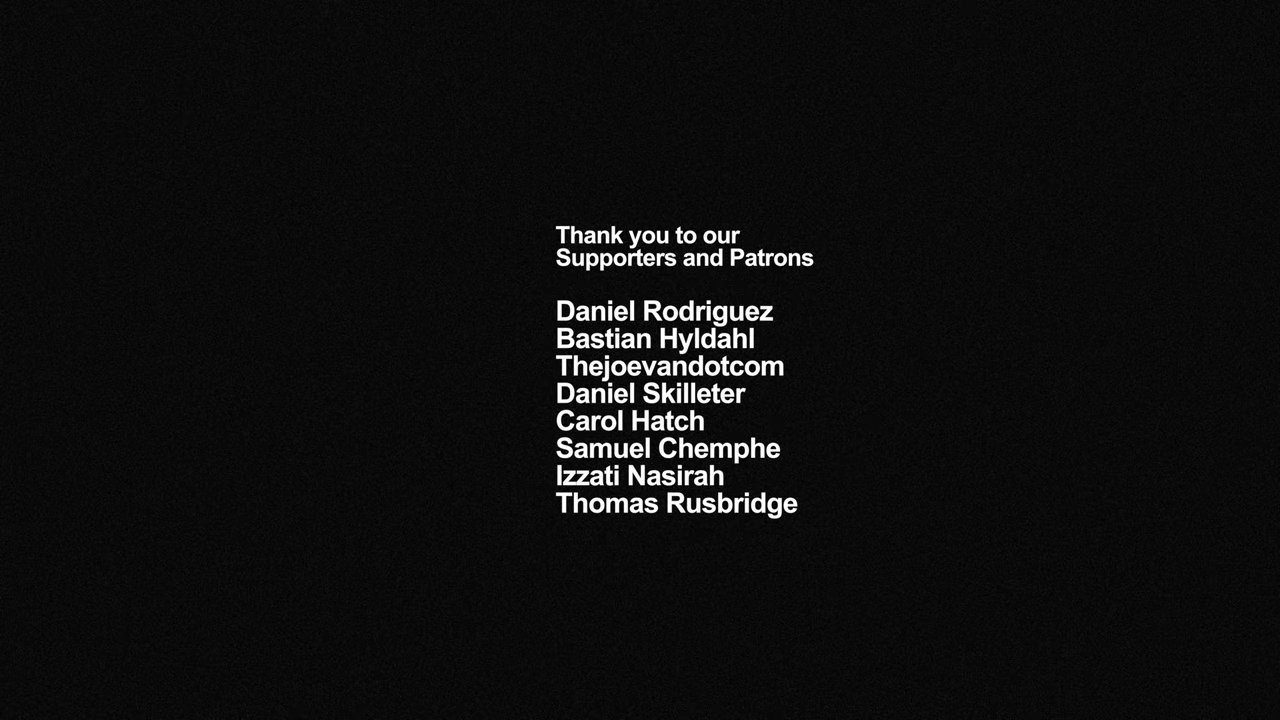 Thank you to our
Supporters and Patrons
Daniel Rodriguez
Bastian Hyldahl
Thejoevandotcom
Daniel Skilleter
Carol Hatch
Samuel Chemphe
Izzati Nasirah
Thomas Rusbridge